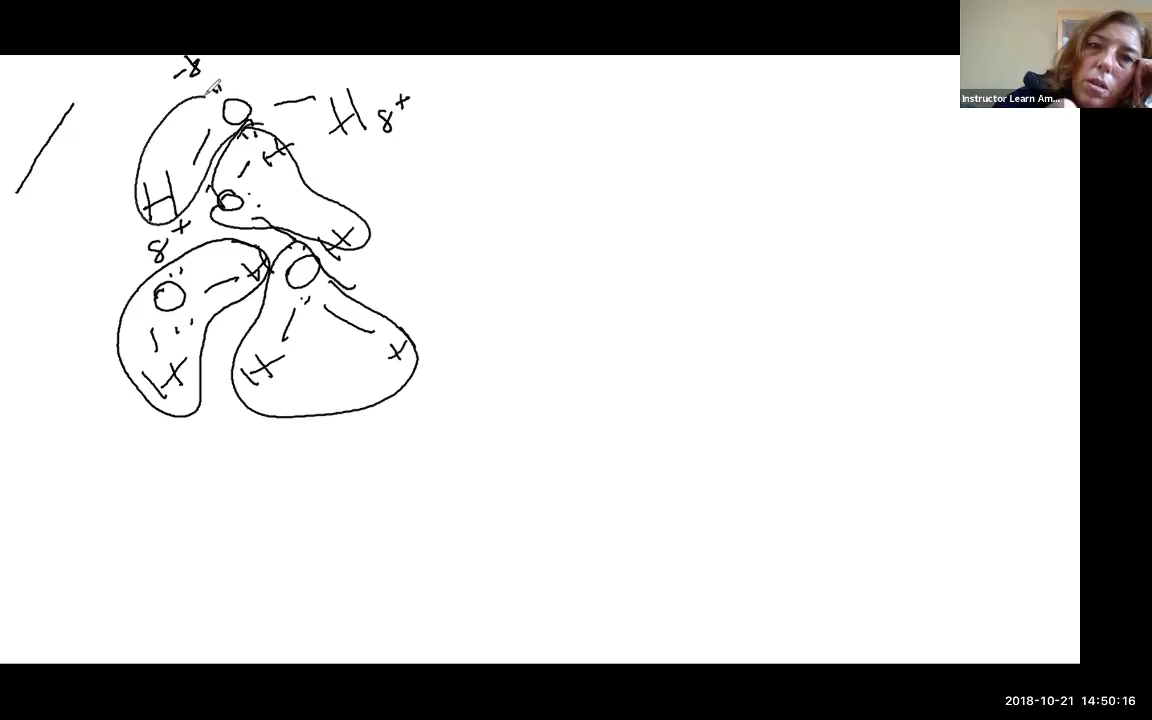 -δ
O - H δ+
H
δ+
H
O
H
O
H
O
H
H
H
Instructor Learn Am...
2018-10-21 14:50:16